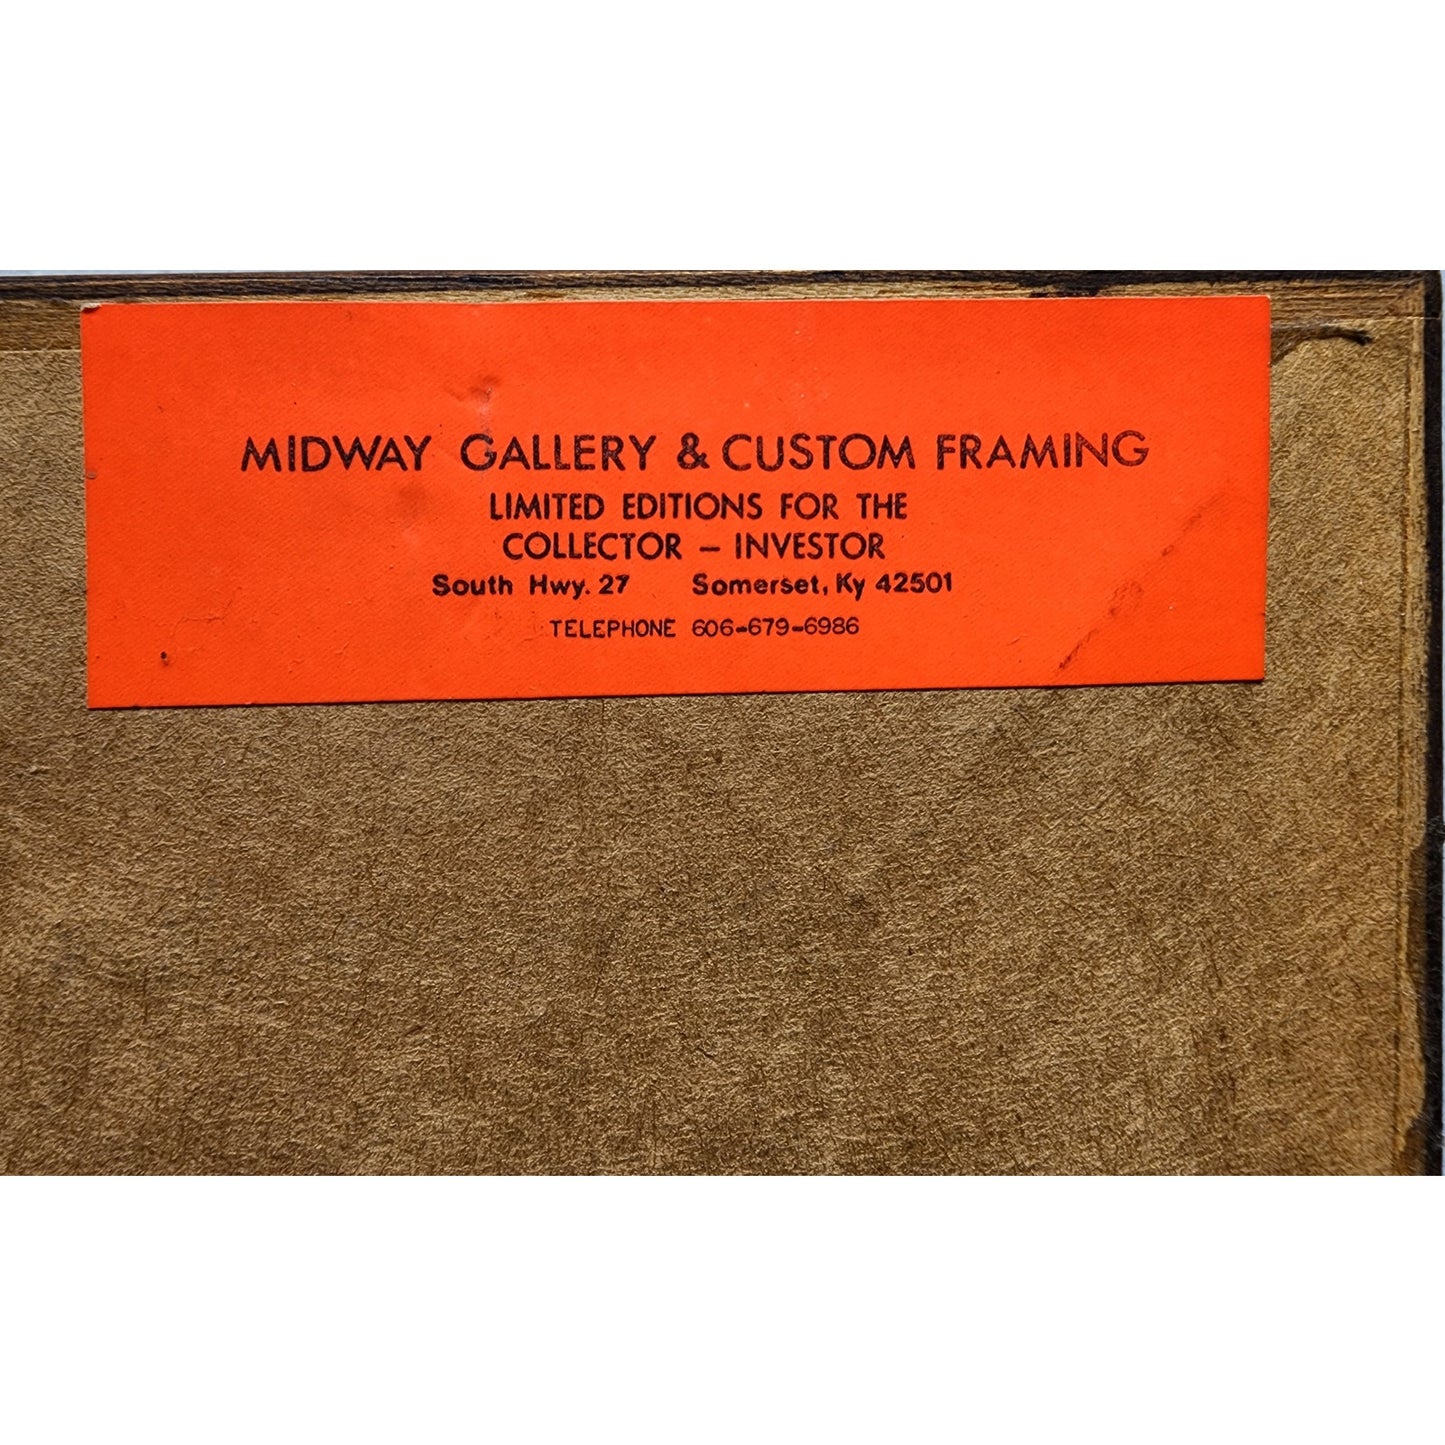 MIDWAY GALLERY & CUSTOM FRAMING
LIMITED EDITIONS FOR THE
COLLECTOR – INVESTOR
South Hwy. 27 Somerset, Ky 42501
TELEPHONE 606-679-6986